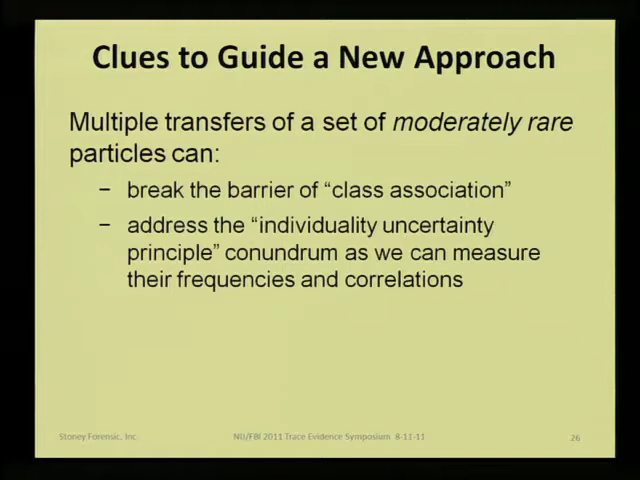 Clues to Guide a New Approach
Multiple transfers of a set of moderately rare
particles can:
− break the barrier of “class association”
− address the “individuality uncertainty
principle” conundrum as we can measure
their frequencies and correlations
Stoney Forensic, Inc.
NIJ/FBI 2011 Trace Evidence Symposium 8-11-11
26